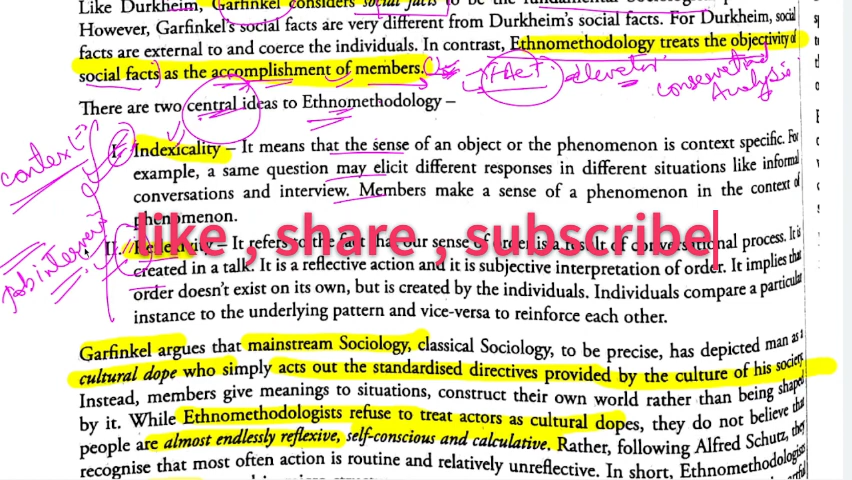 Like Durkheim, Garfinkel considers social facts to be the fundamental Sociological
However, Garfinkel's social facts are very different from Durkheim's social facts. For Durkheim, social
facts are external to and coerce the individuals. In contrast, Ethnomethodology treats the objectivity of
social facts as the accomplishment of members.
FACT
elevator
conservation
Analysis
There are two central ideas to Ethnomethodology –
context
I. Indexicality – It means that the sense of an object or the phenomenon is context specific. For
example, a same question may elicit different responses in different situations like informal
conversations and interview. Members make a sense of a phenomenon in the context of
phenomenon.
like , share , subscribe
job interview
II. Reflexivity – It refers to the fact that our sense of order is a result of conversational process. It is
created in a talk. It is a reflective action and it is subjective interpretation of order. It implies that
order doesn't exist on its own, but is created by the individuals. Individuals compare a particular
instance to the underlying pattern and vice-versa to reinforce each other.
Garfinkel argues that mainstream Sociology, classical Sociology, to be precise, has depicted man as a
cultural dope who simply acts out the standardised directives provided by the culture of his society.
Instead, members give meanings to situations, construct their own world rather than being shaped
by it. While Ethnomethodologists refuse to treat actors as cultural dopes, they do not believe that
people are almost endlessly reflexive, self-conscious and calculative. Rather, following Alfred Schutz, they
recognise that most often action is routine and relatively unreflective. In short, Ethnomethodologists